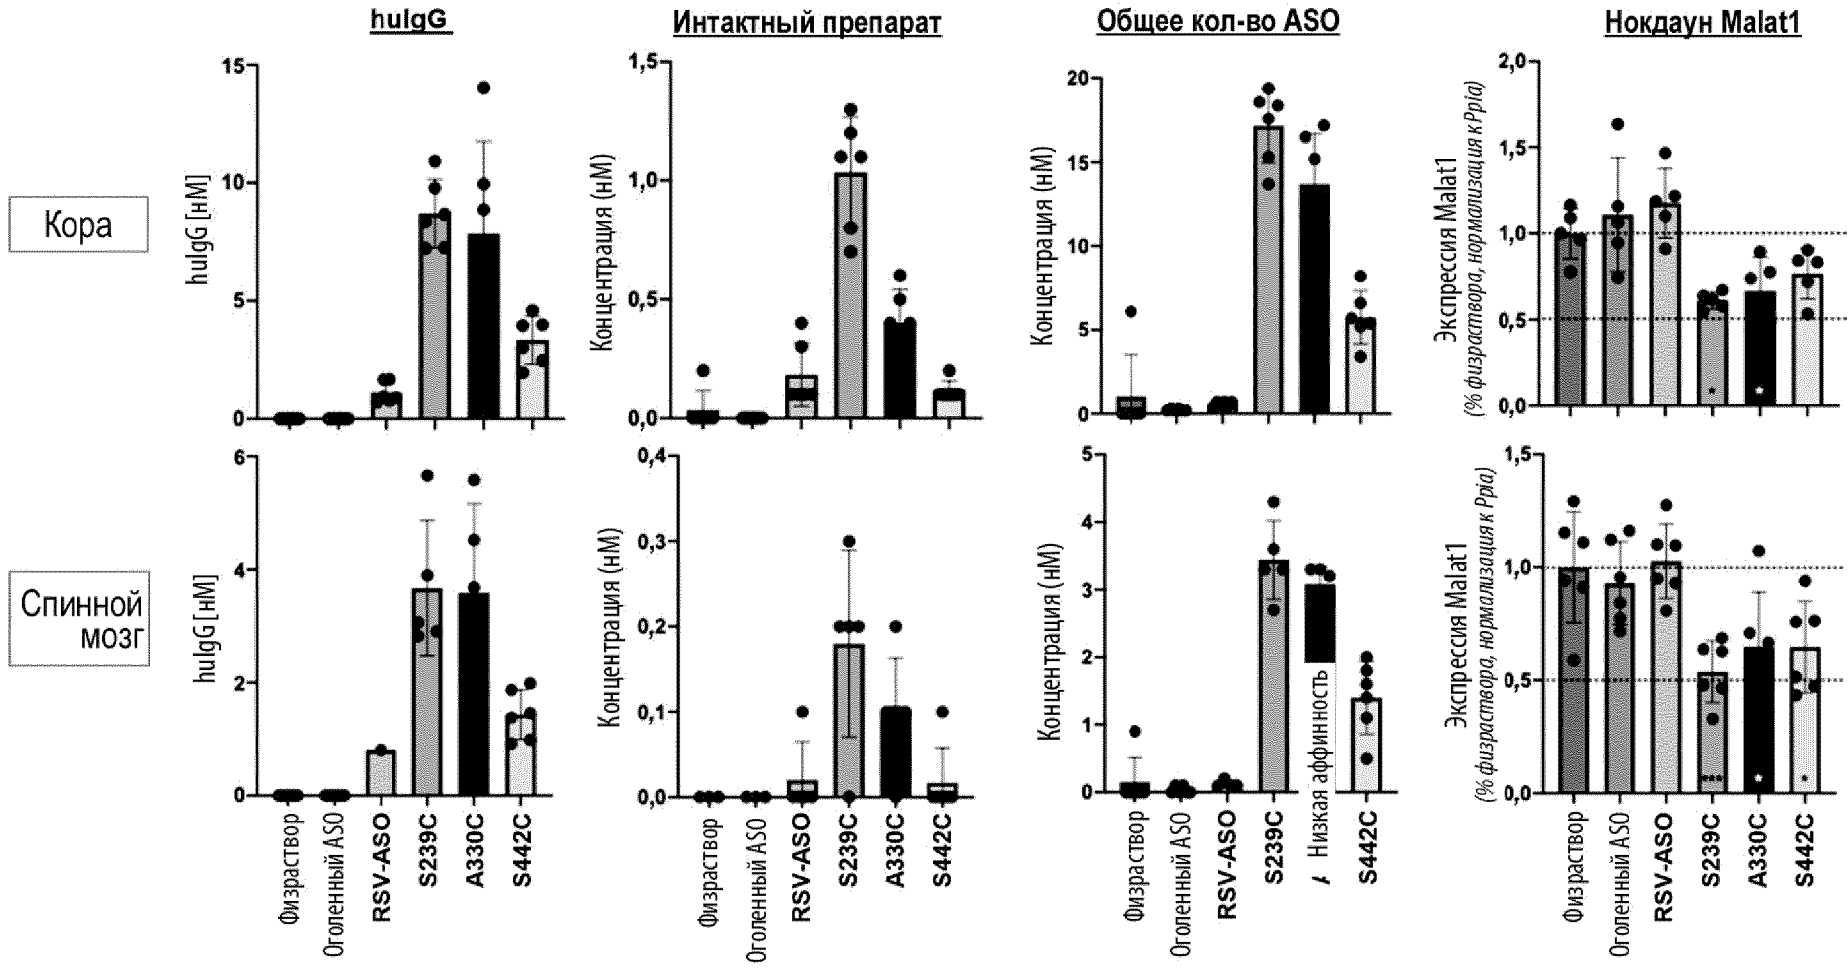 huIgG
Интактный препарат
Общее кол-во ASO
Нокдаун Malat1
Кора
huIgG [нМ]
15
10
5
0
Концентрация (нМ)
1,5
1,0
0,5
0,0
Концентрация (нМ)
20
15
10
5
0
Экспрессия Malat1
(% физраствора, нормализация к Ppia)
2,0
1,5
1,0
0,5
0,0
*
*
Спинной
мозг
huIgG [нМ]
6
4
2
0
Физраствор
Оголенный ASO
RSV-ASO
S239C
A330C
S442C
Концентрация (нМ)
0,4
0,3
0,2
0,1
0,0
Физраствор
Оголенный ASO
RSV-ASO
S239C
A330C
S442C
Концентрация (нМ)
5
4
3
2
1
0
Физраствор
Оголенный ASO
RSV-ASO
S239C
Низкая аффинность
S442C
Экспрессия Malat1
(% физраствора, нормализация к Ppia)
1,5
1,0
0,5
0,0
***
*
*
Физраствор
Оголенный ASO
RSV-ASO
S239C
A330C
S442C